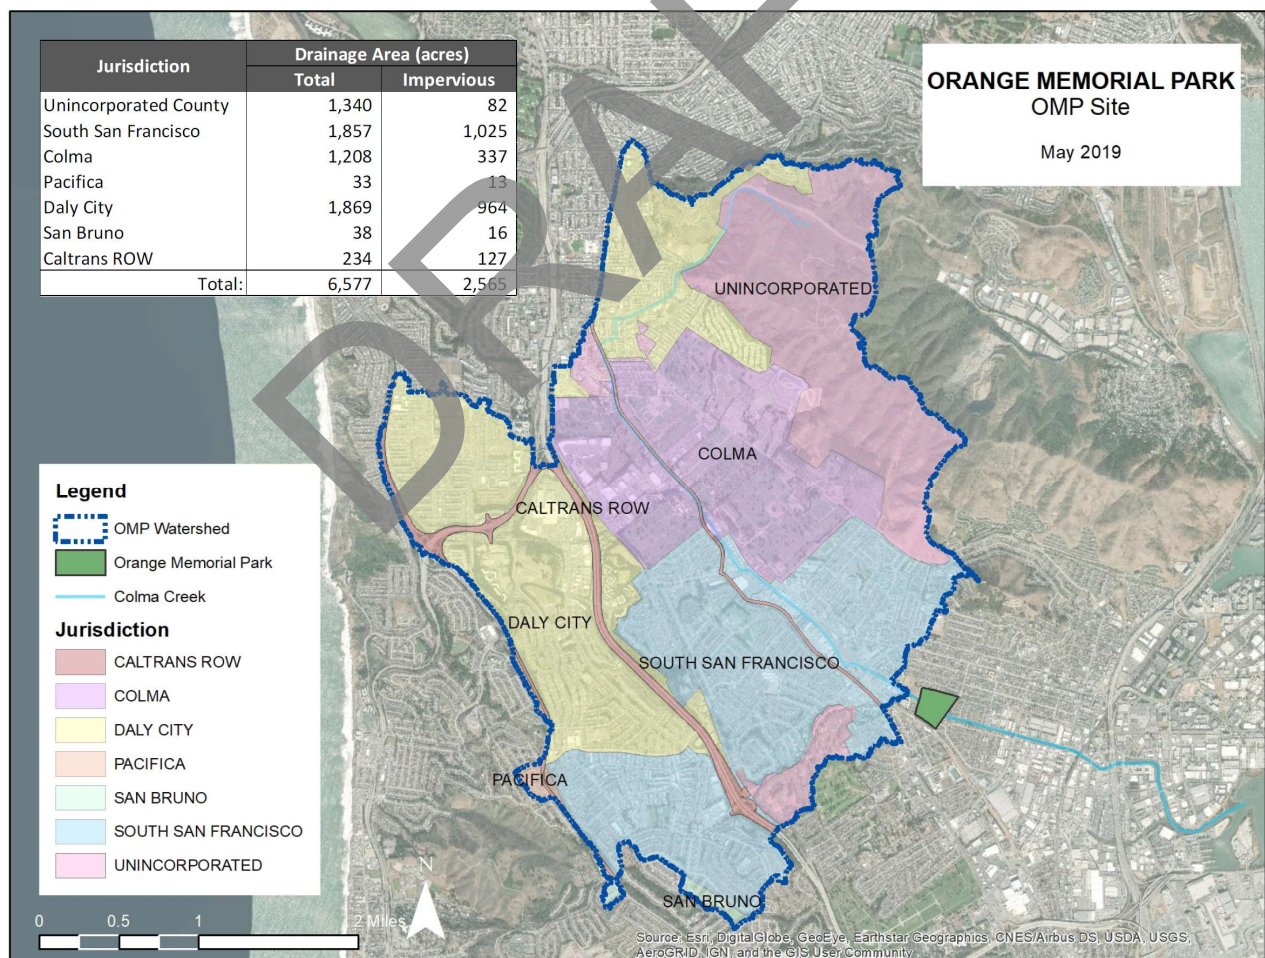 Jurisdiction
Drainage Area (acres)
Total Impervious
Unincorporated County 1,340 82
South San Francisco 1,857 1,025
Colma 1,208 337
Pacifica 33 13
Daly City 1,869 964
San Bruno 38 16
Caltrans ROW 234 127
Total: 6,577 2,565
ORANGE MEMORIAL PARK
OMP Site
May 2019
DRAF
UNINCORPORATED
COLMA
CALTRANS ROW
DALY CITY
SOUTH SAN FRANCISCO
PACIFICA
SAN BRUNO
Legend
OMP Watershed
Orange Memorial Park
Colma Creek
Jurisdiction
CALTRANS ROW
COLMA
DALY CITY
PACIFICA
SAN BRUNO
SOUTH SAN FRANCISCO
UNINCORPORATED
N
0 0.5 1 2 Miles
Source: Esri, DigitalGlobe, GeoEye, Earthstar Geographics, CNES/Airbus DS, USDA, USGS,
AeroGRID, IGN, and the GIS User Community